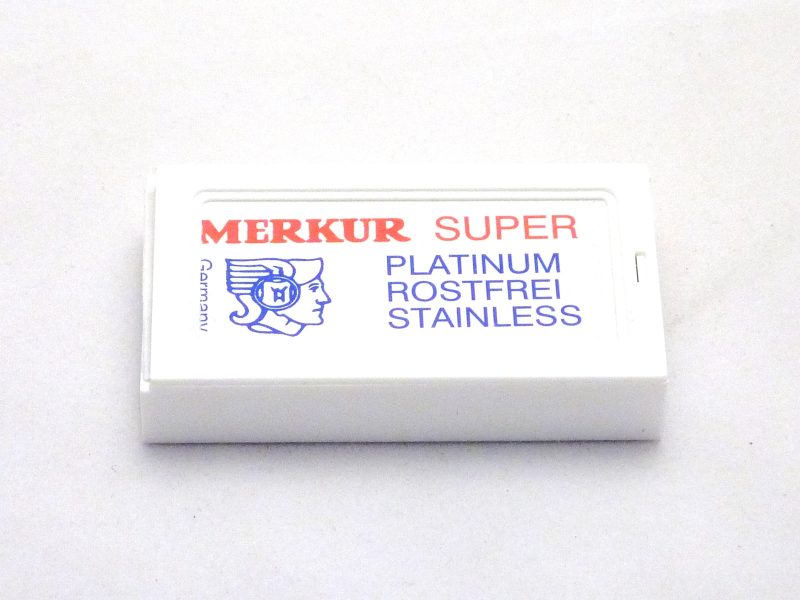 MERKUR SUPER
Germany
PLATINUM
ROSTFREI
STAINLESS